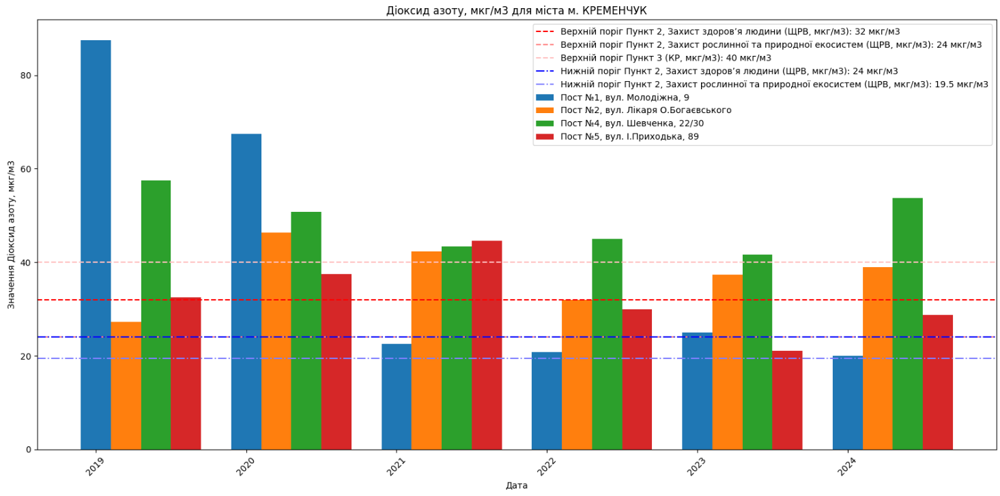 Діоксид азоту, мкг/м3 для міста м. КРЕМЕНЧУК
Верхній поріг Пункт 2, Захист здоров’я людини (ЩРВ, мкг/м3): 32 мкг/м3
Верхній поріг Пункт 2, Захист рослинної та природної екосистем (ЩРВ, мкг/м3): 24 мкг/м3
Верхній поріг Пункт 3 (КР, мкг/м3): 40 мкг/м3
Нижній поріг Пункт 2, Захист здоров’я людини (ЩРВ, мкг/м3): 24 мкг/м3
Нижній поріг Пункт 2, Захист рослинної та природної екосистем (ЩРВ, мкг/м3): 19.5 мкг/м3
Пост №1, вул. Молодіжна, 9
Пост №2, вул. Лікаря О.Богаєвського
Пост №4, вул. Шевченка, 22/30
Пост №5, вул. І.Приходька, 89
Значення Діоксид азоту, мкг/м3
80
60
40
20
0
2019
2020
2021
2022
2023
2024
Дата